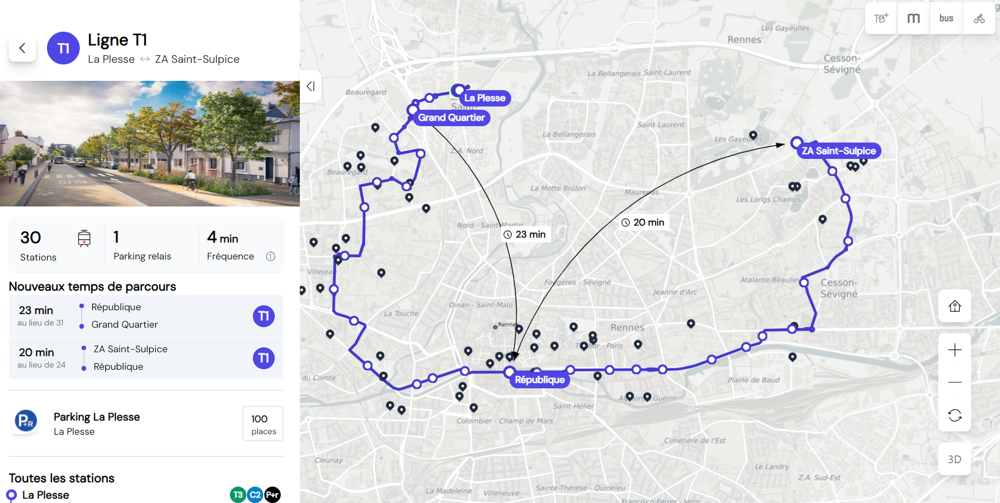 T1
Ligne T1
La Plesse ↔ ZA Saint-Sulpice
BUS
30
Stations
1
Parking relais
4 min
Fréquence
Nouveaux temps de parcours
23 min
au lieu de 31
République
Grand Quartier
T1
20 min
au lieu de 24
ZA Saint-Sulpice
République
T1
P+R
Parking La Plesse
La Plesse
100
places
Toutes les stations
La Plesse
T3 C2 P+r
m
bus
Les Gayeulles
Rennes
Cesson-
Sévigné
La Bellangerais
Saint-Laurent
Beauregard
La Plesse
Saint-
Grand Quartier
Saint-Laurent
La Bellangerais
Les Gayeulles
Z.A. Nord
ZA Saint-Sulpice
Beauregard
La Motte Brûlon
Maurepas
Les Longs Champs
Nord - Saint-Martin
20 min
23 min
Villejean
Fougères - Sévigné
Atalante Beaulieu
Cesson-
Sévigné
Jeanne d'Arc
Dinan - Saint-Malo
La Touche
Rennes
Rennes
Thabor - Paris
du Comte
République
Plaine de Baud
Alphonse Guérin
Saint-Hélier
Colombier - Champ de Mars
Cimetière de l'Est
Cleunay
Le Landry
3D
Z.A. Sud-Est
La Madeleine
Villeneuve
Sainte-Thérèse - Quineleu
Francisco-Ferrer - Vern